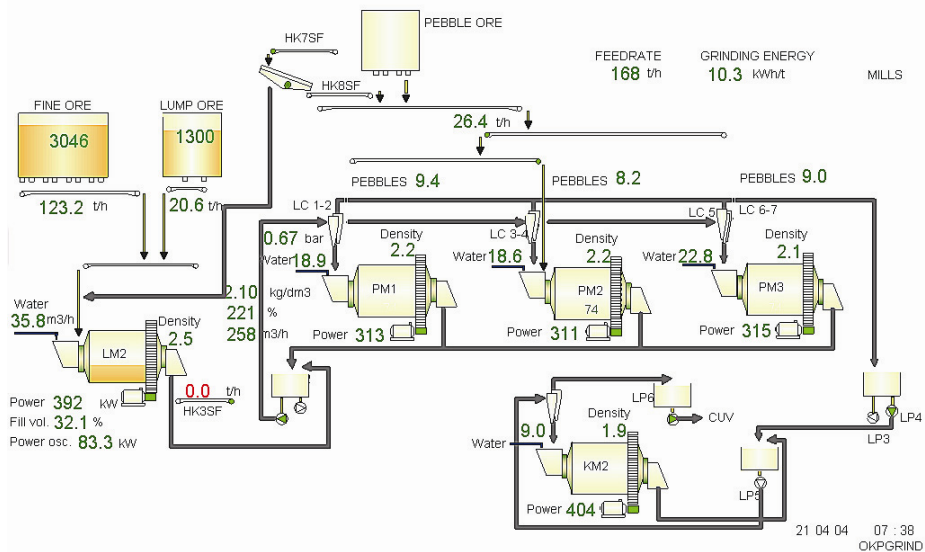 PEBBLE ORE
HK7SF
FEEDRATE GRINDING ENERGY
168 t/h 10.3 kWh/t MILLS
HK8SF
FINE ORE LUMP ORE
3046 1300
26.4 t/h
PEBBLES 9.4 PEBBLES 8.2 PEBBLES 9.0
123.2 t/h 20.6 t/h
LC 1-2 LC 3-4 LC 5 LC 6-7
0.67 bar
Density 2.2 Density 2.2 Density 2.1
Water 18.9 Water 18.6 Water 22.8
PM1 PM2 PM3
74
2.10 kg/dm3
221 %
258 m3/h
Power 313 Power 311 Power 315
Water
35.8 m3/h
Density
2.5
LM2
0.0 t/h
HK3SF
Power 392 kW
Fill vol. 32.1 %
Power osc. 83.3 kW
LP6
CUV
LP4
LP3
9.0
Density
1.9
Water
KM2
LP5
Power 404
21 04 04 07 : 38
OKPGRIND